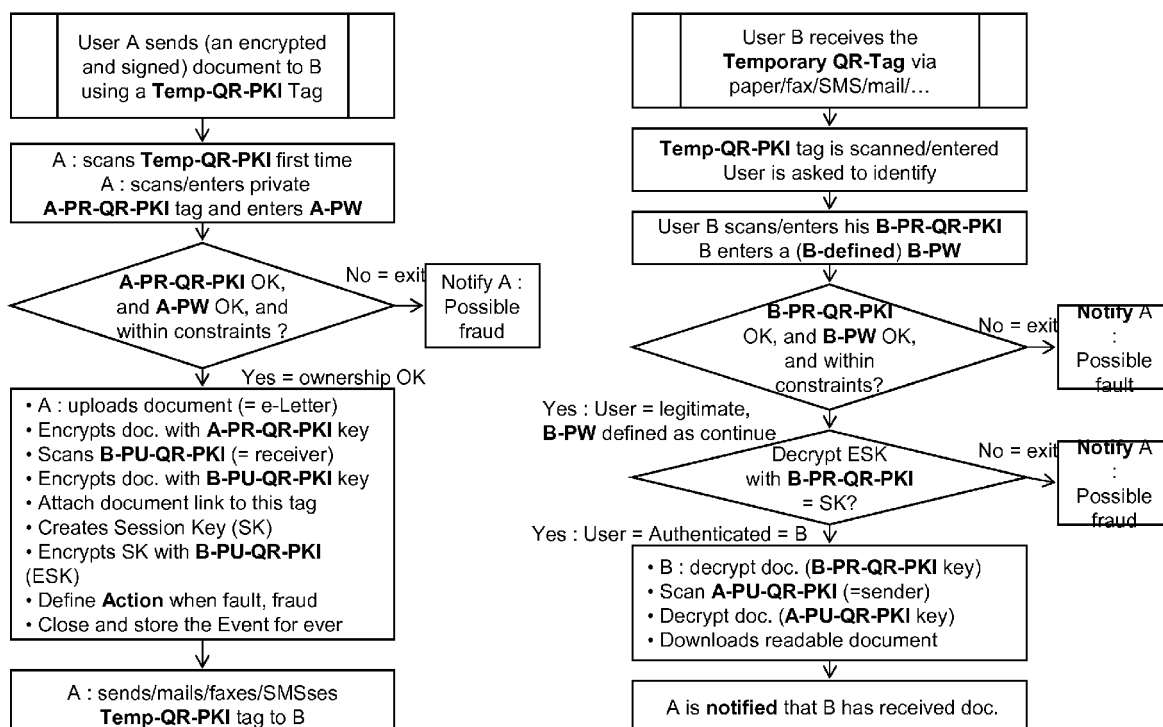 User A sends (an encrypted
and signed) document to B
using a Temp-QR-PKI Tag
A : scans Temp-QR-PKI first time
A : scans/enters private
A-PR-QR-PKI tag and enters A-PW
A-PR-QR-PKI OK,
and A-PW OK, and
within constraints ?
No = exit
Notify A :
Possible
fraud
Yes = ownership OK
• A : uploads document (= e-Letter)
• Encrypts doc. with A-PR-QR-PKI key
• Scans B-PU-QR-PKI (= receiver)
• Encrypts doc. with B-PU-QR-PKI key
• Attach document link to this tag
• Creates Session Key (SK)
• Encrypts SK with B-PU-QR-PKI
(ESK)
• Define Action when fault, fraud
• Close and store the Event for ever
A : sends/mails/faxes/SMSses
Temp-QR-PKI tag to B
User B receives the
Temporary QR-Tag via
paper/fax/SMS/mail/…
Temp-QR-PKI tag is scanned/entered
User is asked to identify
User B scans/enters his B-PR-QR-PKI
B enters a (B-defined) B-PW
B-PR-QR-PKI
OK, and B-PW OK,
and within
constraints?
No = exit
Notify A
:
Possible
fault
Yes : User = legitimate,
B-PW defined as continue
Decrypt ESK
with B-PR-QR-PKI
= SK?
No = exit
Notify A
:
Possible
fraud
Yes : User = Authenticated = B
• B : decrypt doc. (B-PR-QR-PKI key)
• Scan A-PU-QR-PKI (=sender)
• Decrypt doc. (A-PU-QR-PKI key)
• Downloads readable document
A is notified that B has received doc.